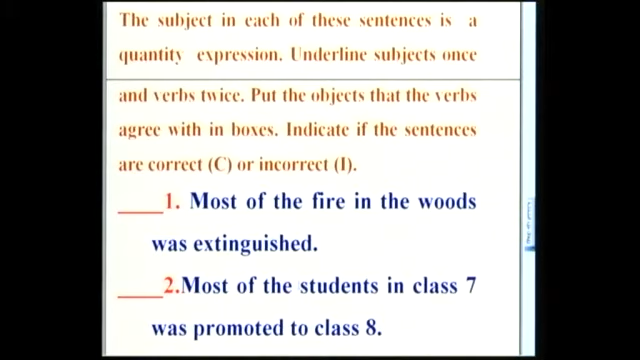 The subject in each of these sentences is a
quantity expression. Underline subjects once
and verbs twice. Put the objects that the verbs
agree with in boxes. Indicate if the sentences
are correct (C) or incorrect (I).
____1. Most of the fire in the woods
was extinguished.
____2.Most of the students in class 7
was promoted to class 8.